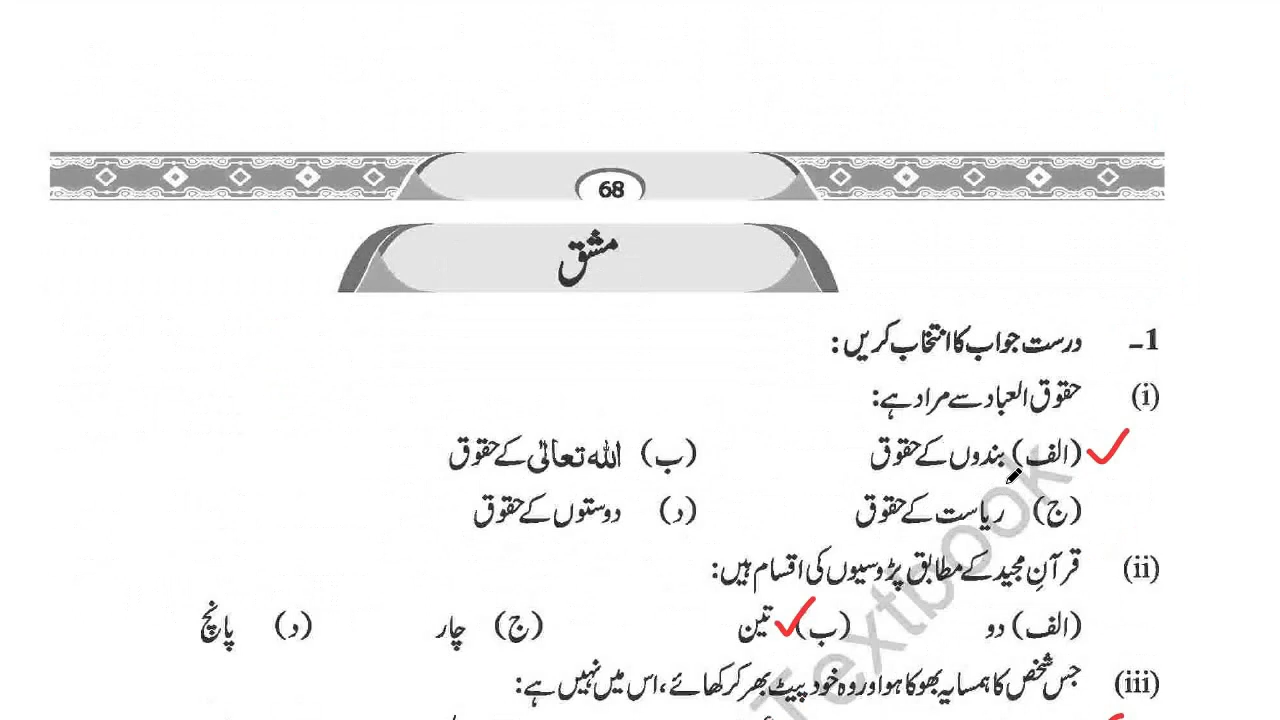 68
مشق
1۔ درست جواب کا انتخاب کریں:
(i) حقوق العباد سے مراد ہے:
(الف) بندوں کے حقوق (ب) اللہ تعالیٰ کے حقوق
(ج) ریاست کے حقوق (د) دوستوں کے حقوق
(ii) قرآنِ مجید کے مطابق پڑوسیوں کی اقسام ہیں:
(الف) دو (ب) تین (ج) چار (د) پانچ
(iii) جس شخص کا ہمسایہ بھوکا ہو اور وہ خود پیٹ بھر کر کھائے، اس میں نہیں ہے:
Textbook